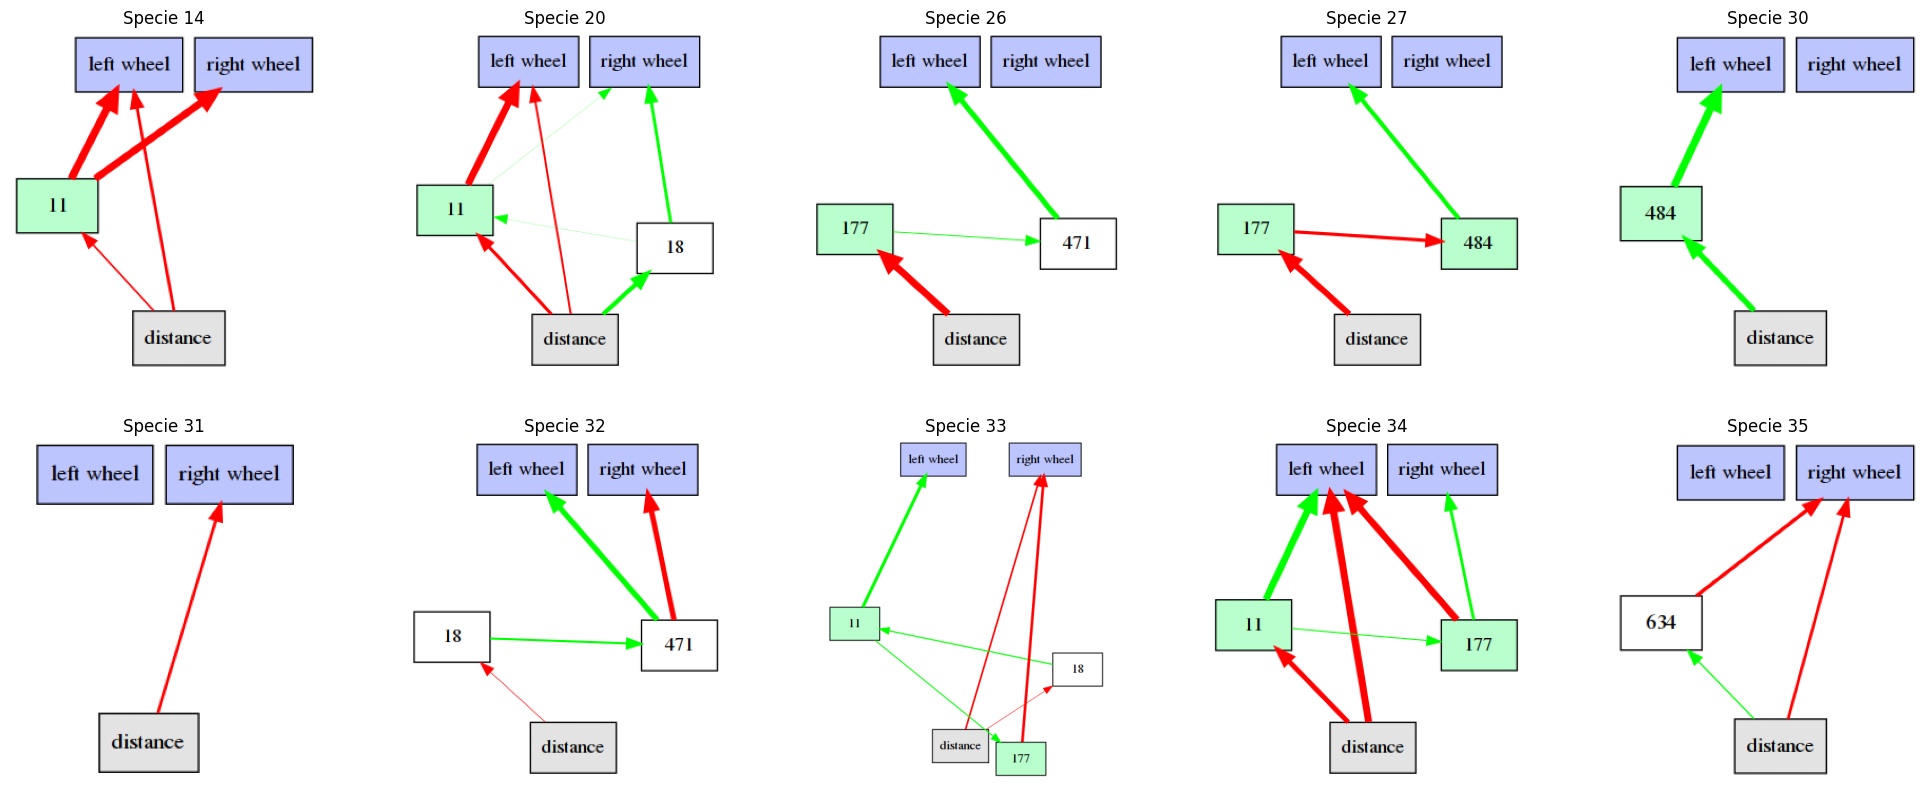 Specie 14
left wheel
right wheel
11
distance
Specie 20
left wheel
right wheel
11
18
distance
Specie 26
left wheel
right wheel
177
471
distance
Specie 27
left wheel
right wheel
177
484
distance
Specie 30
left wheel
right wheel
484
distance
Specie 31
left wheel
right wheel
distance
Specie 32
left wheel
right wheel
18
471
distance
Specie 33
left wheel
right wheel
11
18
distance
177
Specie 34
left wheel
right wheel
11
177
distance
Specie 35
left wheel
right wheel
634
distance